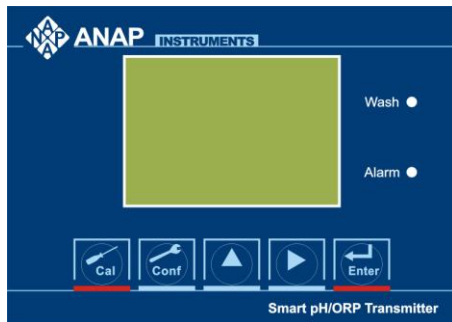 ANAP INSTRUMENTS
Wash
Alarm
Cal Conf Enter
Smart pH/ORP Transmitter